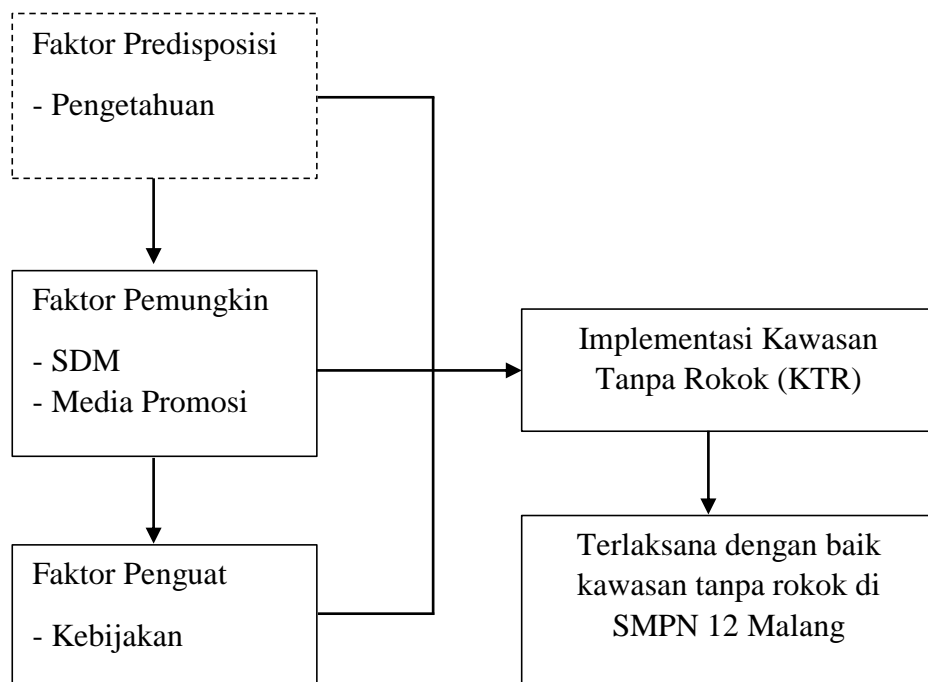 Faktor Predisposisi
- Pengetahuan
Faktor Pemungkin
- SDM
- Media Promosi
Faktor Penguat
- Kebijakan
Implementasi Kawasan
Tanpa Rokok (KTR)
Terlaksana dengan baik
kawasan tanpa rokok di
SMPN 12 Malang